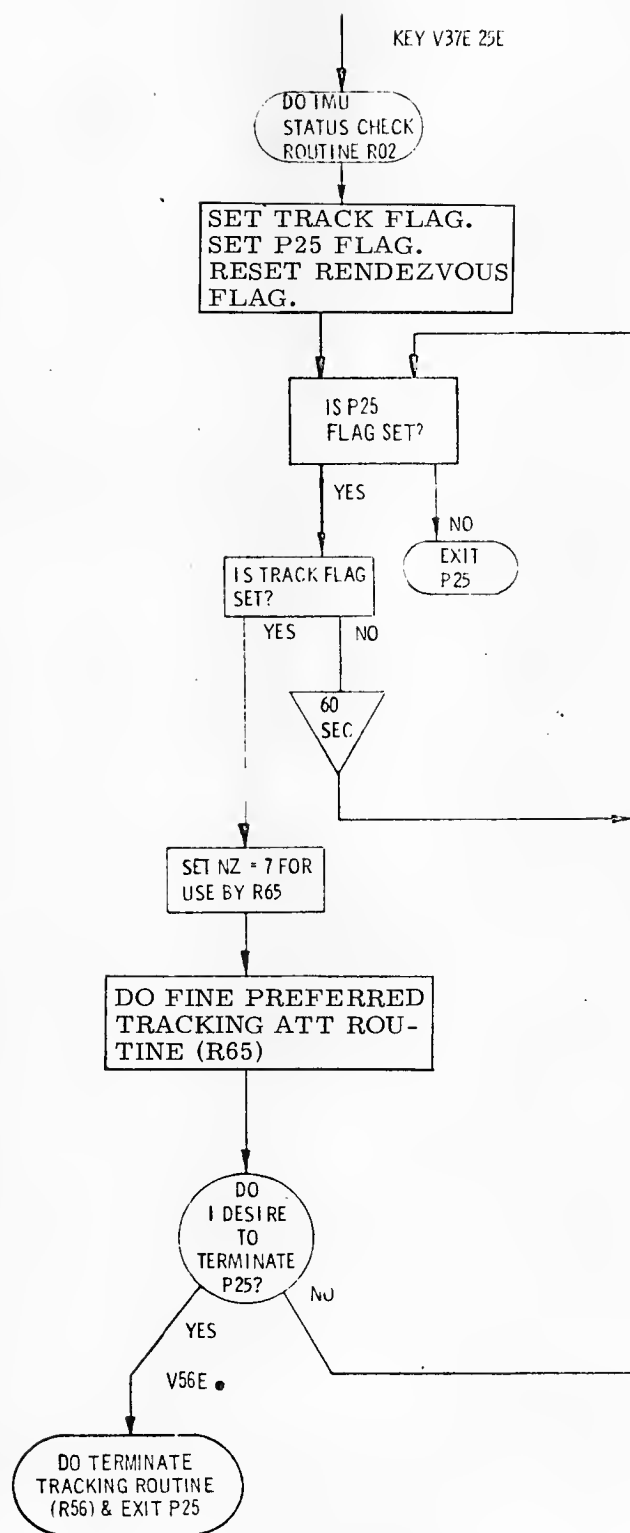 KEY V37E 25E
DO IMU
STATUS CHECK
ROUTINE R02
SET TRACK FLAG.
SET P25 FLAG.
RESET RENDEZVOUS
FLAG.
IS P25
FLAG SET?
YES
NO
EXIT
P25
IS TRACK FLAG
SET?
YES
NO
60
SEC
SET NZ = 7 FOR
USE BY R65
DO FINE PREFERRED
TRACKING ATT ROU-
TINE (R65)
DO
I DESIRE
TO
TERMINATE
P25?
NO
YES
V56E
DO TERMINATE
TRACKING ROUTINE
(R56) & EXIT P25